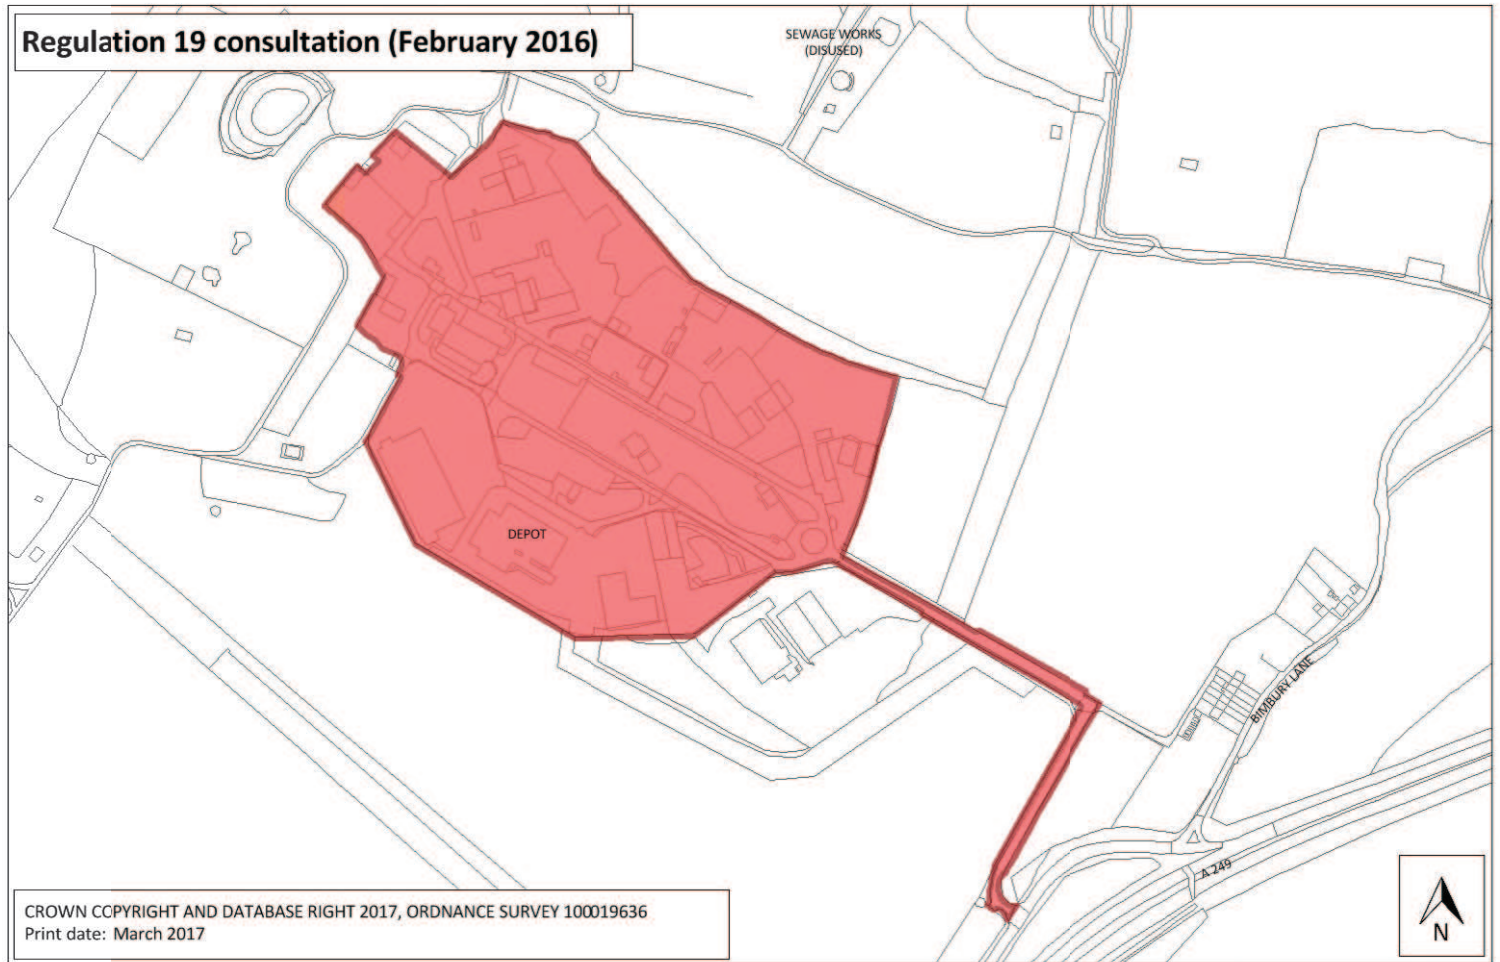 Regulation 19 consultation (February 2016)
SEWAGE WORKS
(DISUSED)
DEPOT
BIMBURY LANE
A 249
CROWN COPYRIGHT AND DATABASE RIGHT 2017, ORDNANCE SURVEY 100019636
Print date: March 2017
N